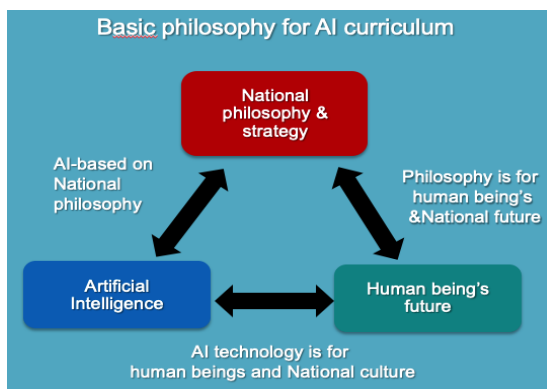 Basic philosophy for AI curriculum
National
philosophy &
strategy
AI-based on
National
philosophy
Philosophy is for
human being's
&National future
Artificial
Intelligence
Human being's
future
AI technology is for
human beings and National culture